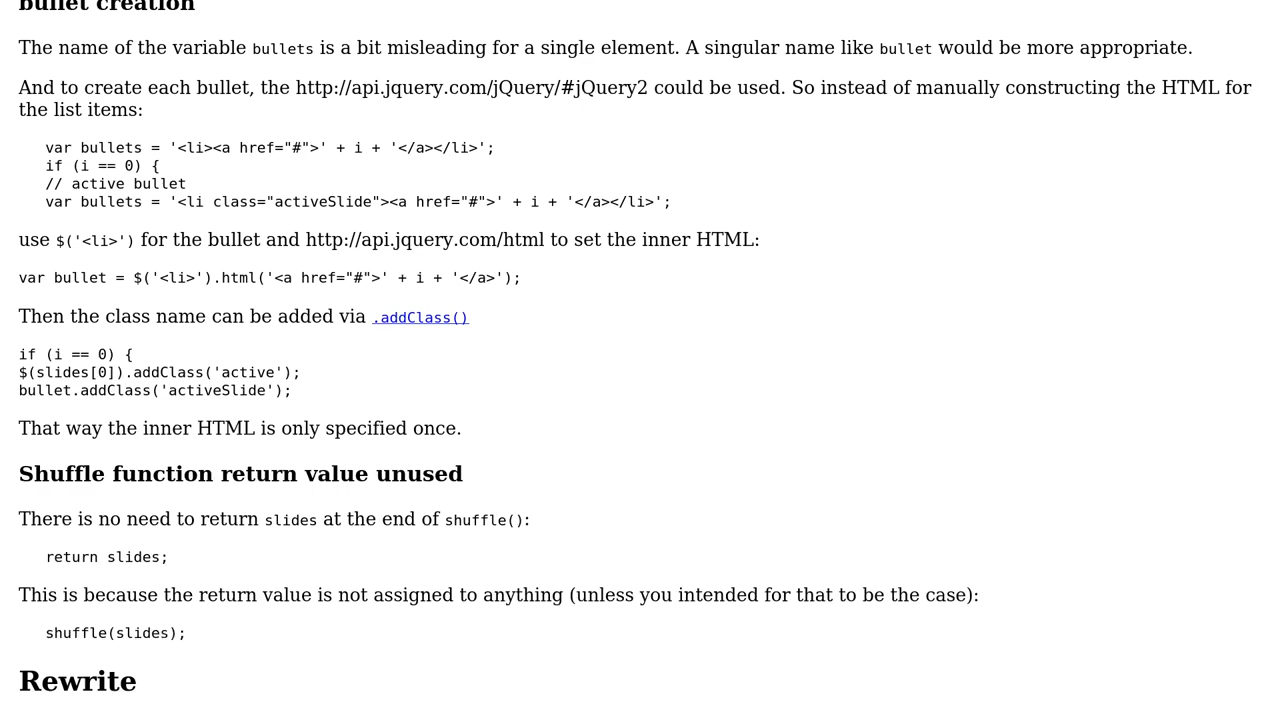 bullet creation
The name of the variable bullets is a bit misleading for a single element. A singular name like bullet would be more appropriate.
And to create each bullet, the http://api.jquery.com/jQuery/#jQuery2 could be used. So instead of manually constructing the HTML for
the list items:
var bullets = '<li><a href="#">' + i + '</a></li>';
if (i == 0) {
// active bullet
var bullets = '<li class="activeSlide"><a href="#">' + i + '</a></li>';
use $('<li>') for the bullet and http://api.jquery.com/html to set the inner HTML:
var bullet = $('<li>').html('<a href="#">' + i + '</a>');
Then the class name can be added via .addClass()
if (i == 0) {
$(slides[0]).addClass('active');
bullet.addClass('activeSlide');
That way the inner HTML is only specified once.
Shuffle function return value unused
There is no need to return slides at the end of shuffle():
return slides;
This is because the return value is not assigned to anything (unless you intended for that to be the case):
shuffle(slides);
Rewrite